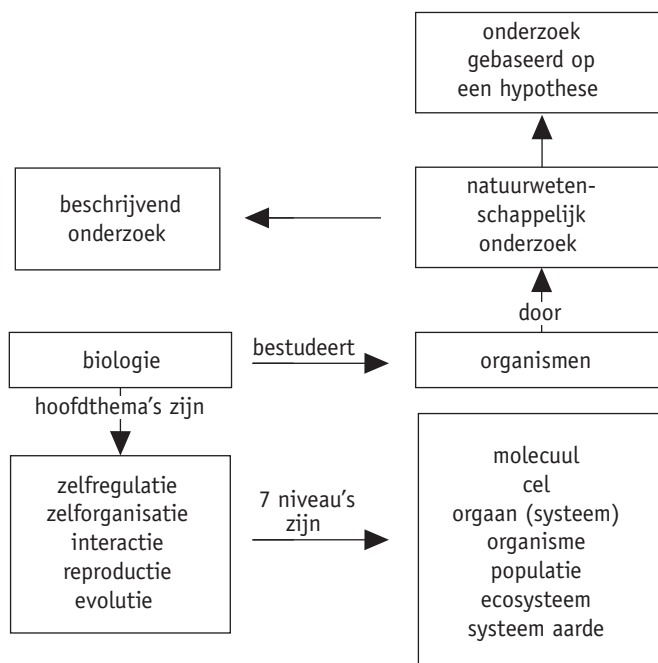 onderzoek
gebaseerd op
een hypothese
beschrijvend
onderzoek
natuurweten-
schappelijk
onderzoek
door
biologie
bestudeert
organismen
hoofdthema's zijn
zelfregulatie
zelforganisatie
interactie
reproductie
evolutie
7 niveau's
zijn
molecuul
cel
orgaan (systeem)
organisme
populatie
ecosysteem
systeem aarde